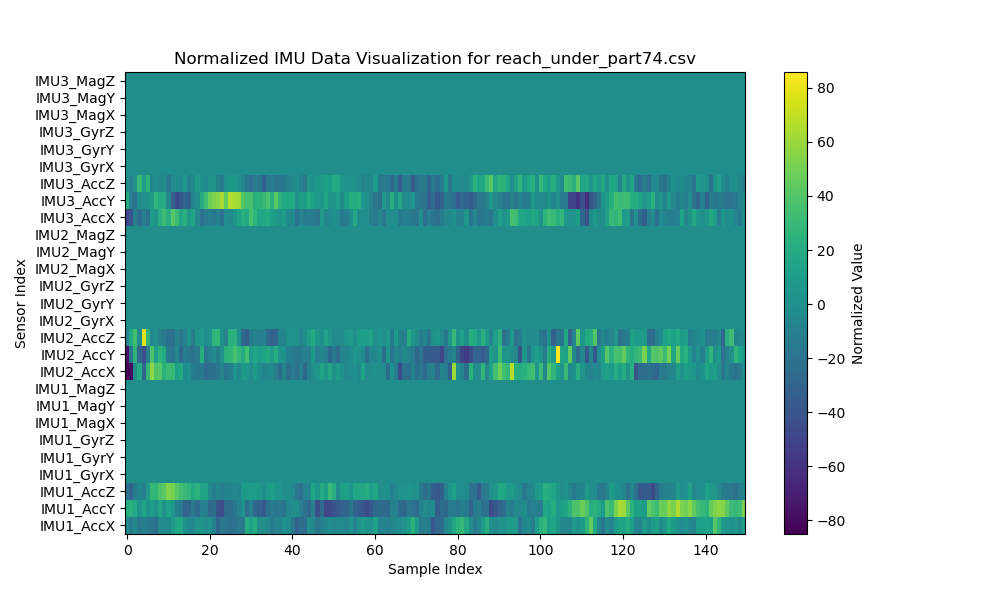 Normalized IMU Data Visualization for reach_under_part74.csv
IMU3_MagZ
IMU3_MagY
IMU3_MagX
IMU3_GyrZ
IMU3_GyrY
IMU3_GyrX
IMU3_AccZ
IMU3_AccY
IMU3_AccX
IMU2_MagZ
IMU2_MagY
IMU2_MagX
IMU2_GyrZ
IMU2_GyrY
IMU2_GyrX
IMU2_AccZ
IMU2_AccY
IMU2_AccX
IMU1_MagZ
IMU1_MagY
IMU1_MagX
IMU1_GyrZ
IMU1_GyrY
IMU1_GyrX
IMU1_AccZ
IMU1_AccY
IMU1_AccX
Sensor Index
0 20 40 60 80 100 120 140
Sample Index
80
60
40
20
0
−20
−40
−60
−80
Normalized Value